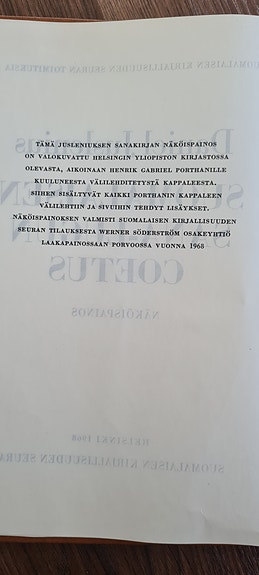 TÄMÄ JUSLENIUKSEN SANAKIRJAN NÄKÖISPAINOS
ON VALOKUVATTU HELSINGIN YLIOPISTON KIRJASTOSSA
OLEVASTA, AIKOINAAN HENRIK GABRIEL PORTHANILLE
KUULUNEESTA VÄLILEHDITETYSTÄ KAPPALEESTA.
SIIHEN SISÄLTYVÄT KAIKKI PORTHANIN KAPPALEEN
VÄLILEHTIIN JA SIVUIHIN TEHDYT LISÄYKSET.
NÄKÖISPAINOKSEN VALMISTI SUOMALAISEN KIRJALLISUUDEN
SEURAN TILAUKSESTA WERNER SÖDERSTRÖM OSAKEYHTIÖ
LAAKAPAINOSSAAN PORVOOSSA VUONNA 1968